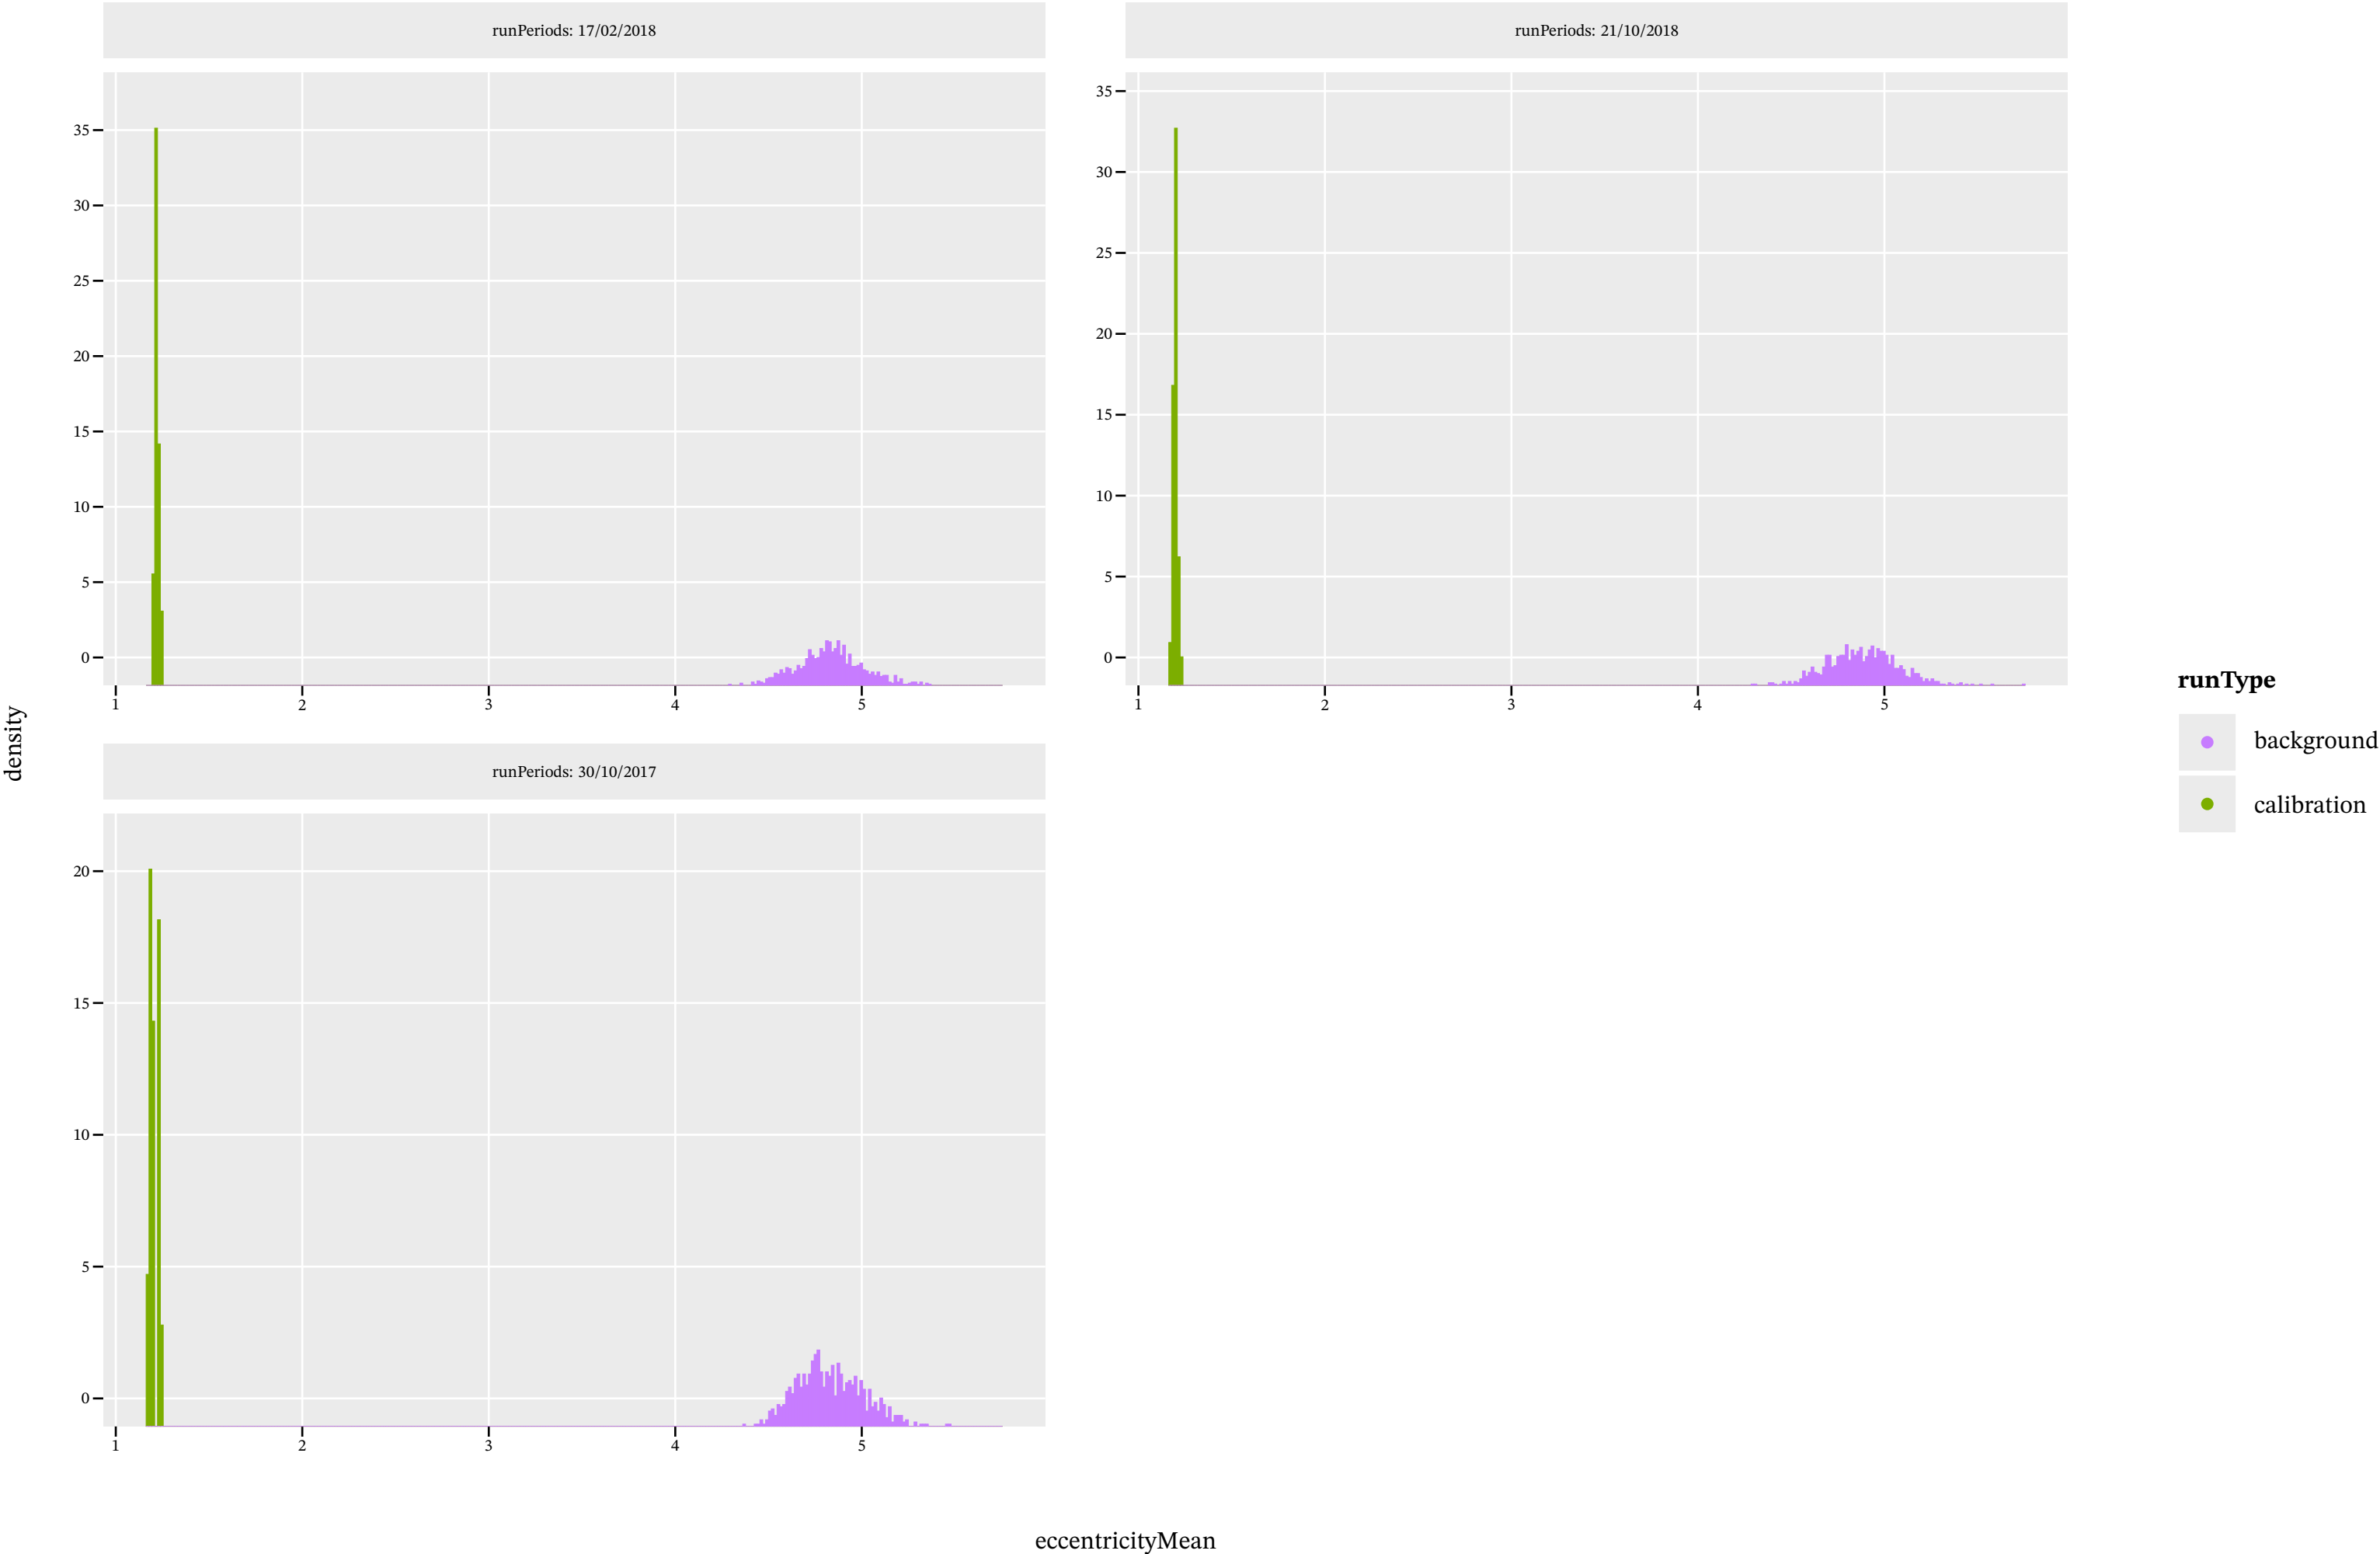 runPeriods: 17/02/2018
35
30
25
20
15
10
5
0
1 2 3 4 5
runPeriods: 21/10/2018
35
30
25
20
15
10
5
0
1 2 3 4 5
runPeriods: 30/10/2017
20
15
10
5
0
1 2 3 4 5
density
eccentricityMean
runType
background
calibration